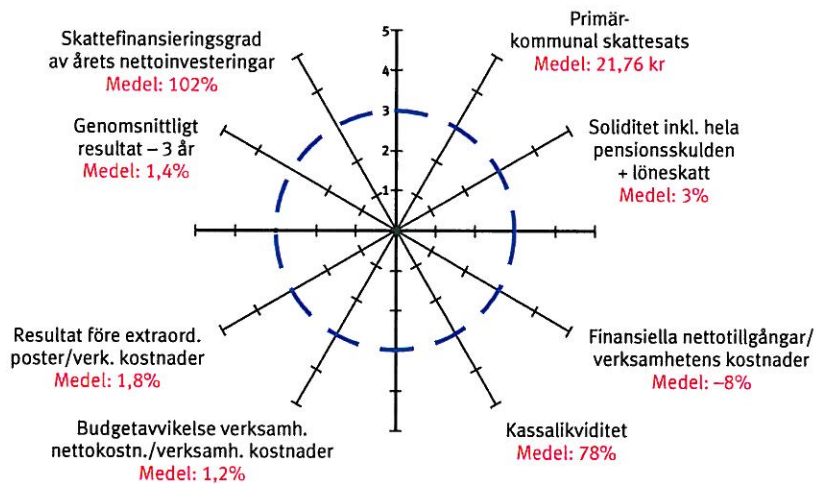 Skattefinansieringsgrad
av årets nettoinvesteringar
Medel: 102%
Primär-
kommunal skattesats
Medel: 21,76 kr
Genomsnittligt
resultat – 3 år
Medel: 1,4%
Soliditet inkl. hela
pensionsskulden
+ löneskatt
Medel: 3%
5
4
3
2
1
Resultat före extraord.
poster/verk. kostnader
Medel: 1,8%
Finansiella nettotillgångar/
verksamhetens kostnader
Medel: –8%
Budgetavvikelse verksamh.
nettokostn./verksamh. kostnader
Medel: 1,2%
Kassalikviditet
Medel: 78%